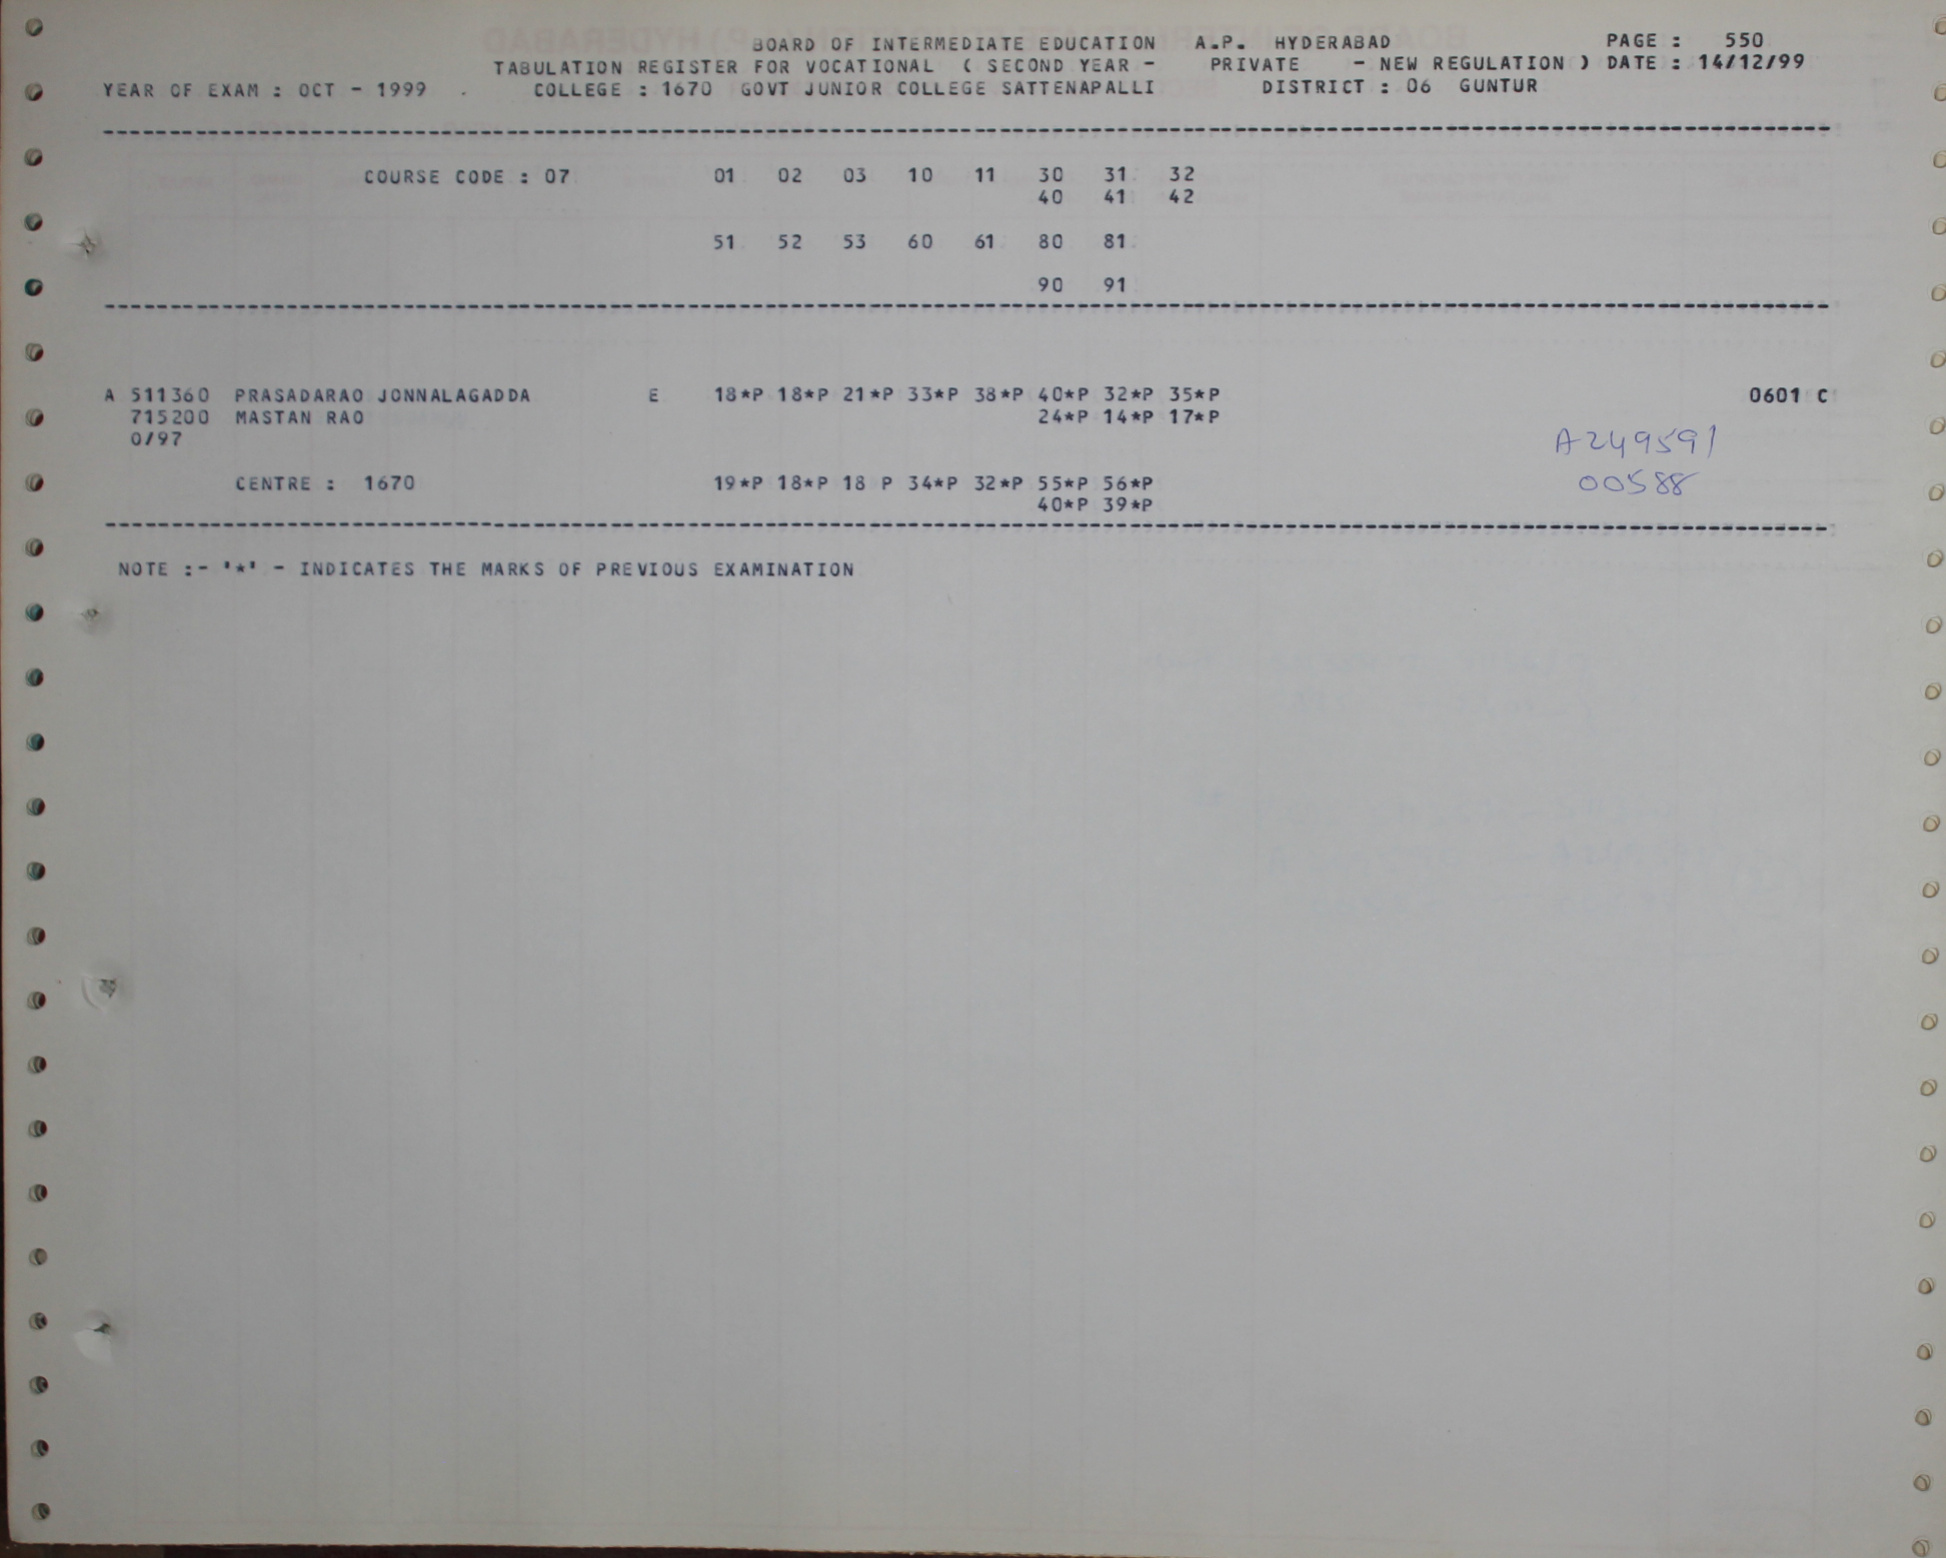 BOARD OF INTERMEDIATE EDUCATION A.P. HYDERABAD PAGE : 550
TABULATION REGISTER FOR VOCATIONAL ( SECOND YEAR - PRIVATE - NEW REGULATION ) DATE : 14/12/99
YEAR OF EXAM : OCT - 1999 . COLLEGE : 1670 GOVT JUNIOR COLLEGE SATTENAPALLI DISTRICT : 06 GUNTUR
COURSE CODE : 07 01 02 03 10 11 30 31 32
40 41 42
51 52 53 60 61 80 81
90 91
A 511360 PRASADARAO JONNALAGADDA E 18*P 18*P 21*P 33*P 38*P 40*P 32*P 35*P 0601 C
715200 MASTAN RAO 24*P 14*P 17*P
0/97
A249591
CENTRE : 1670 19*P 18*P 18 P 34*P 32*P 55*P 56*P 00588
40*P 39*P
NOTE :- '*' - INDICATES THE MARKS OF PREVIOUS EXAMINATION